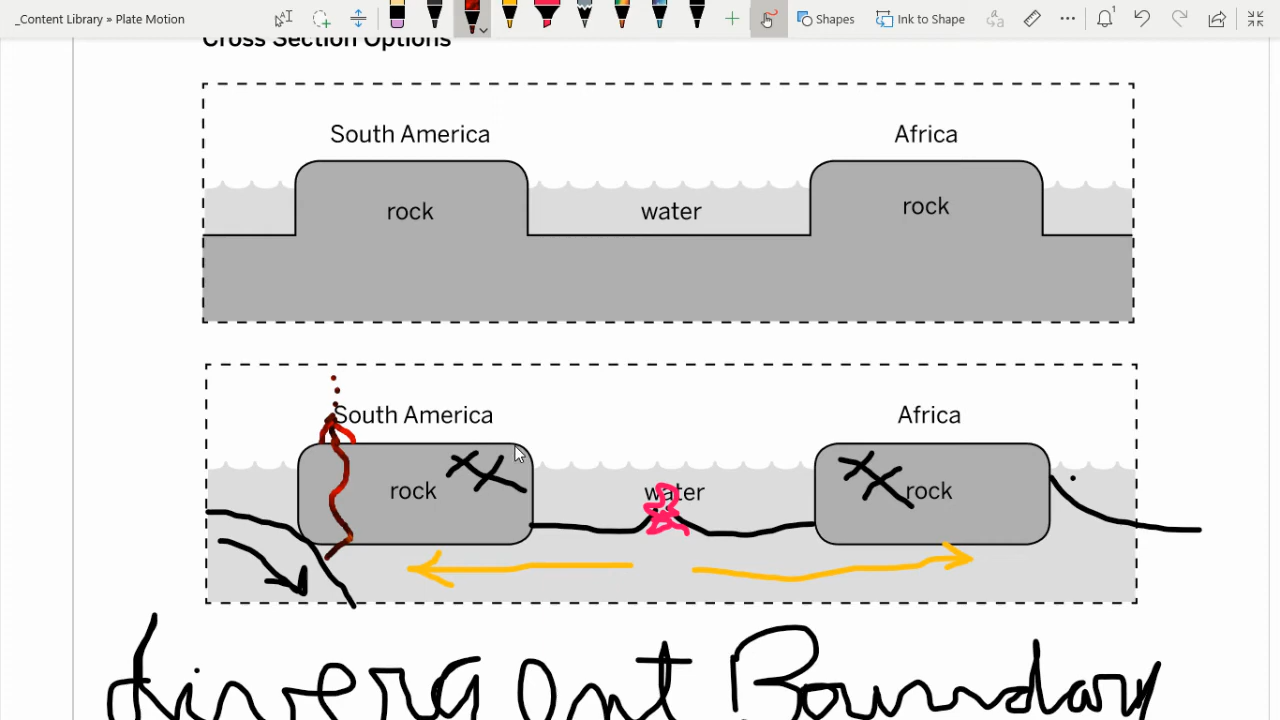 _Content Library » Plate Motion
Shapes
Ink to Shape
Cross Section Options
South America
Africa
rock
water
rock
South America
Africa
rock
water
rock
divergent Boundary